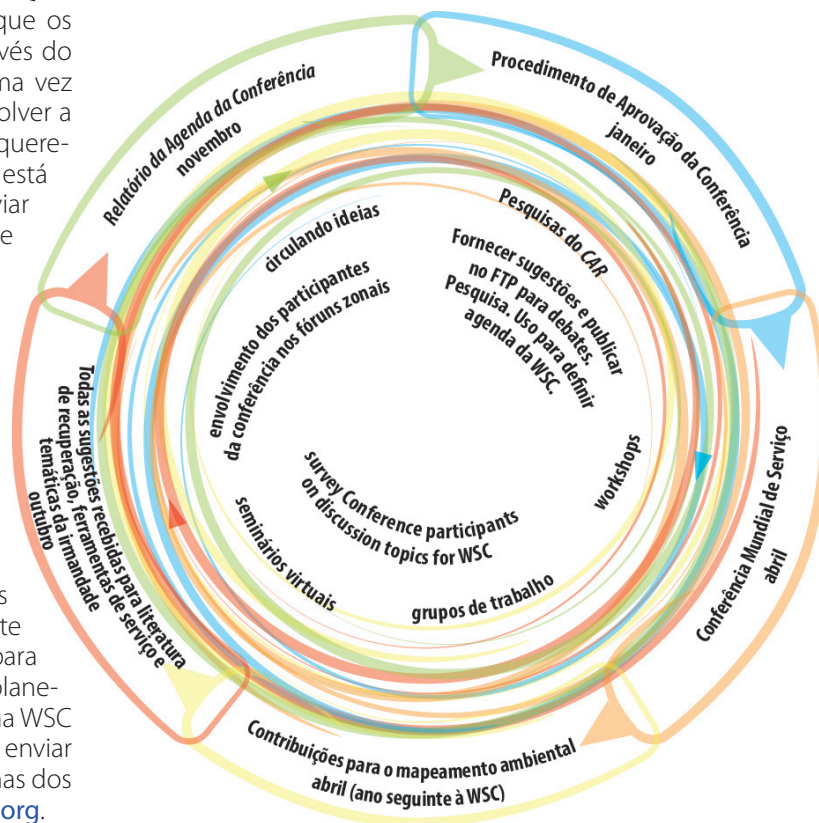 que os
vés do
ma vez
olver a
quere-
está
viar
e
s
te
para
plane-
na WSC
enviar
nas dos
org.
Relatório da Agenda da Conferência
novembro
Procedimento de Aprovação da Conferência
janeiro
Conferência Mundial de Serviço
abril
Contribuições para o mapeamento ambiental
abril (ano seguinte à WSC)
Todas as sugestões recebidas para literatura
de recuperação, ferramentas de serviço e
temáticas da irmandade
outubro
circulando ideias
envolvimento dos participantes
da conferência nos fóruns zonais
Pesquisas do CAR
Fornecer sugestões e publicar
no FTP para debates.
Pesquisa. Uso para definir
agenda da WSC.
workshops
survey Conference participants
on discussion topics for WSC
seminários virtuais
grupos de trabalho